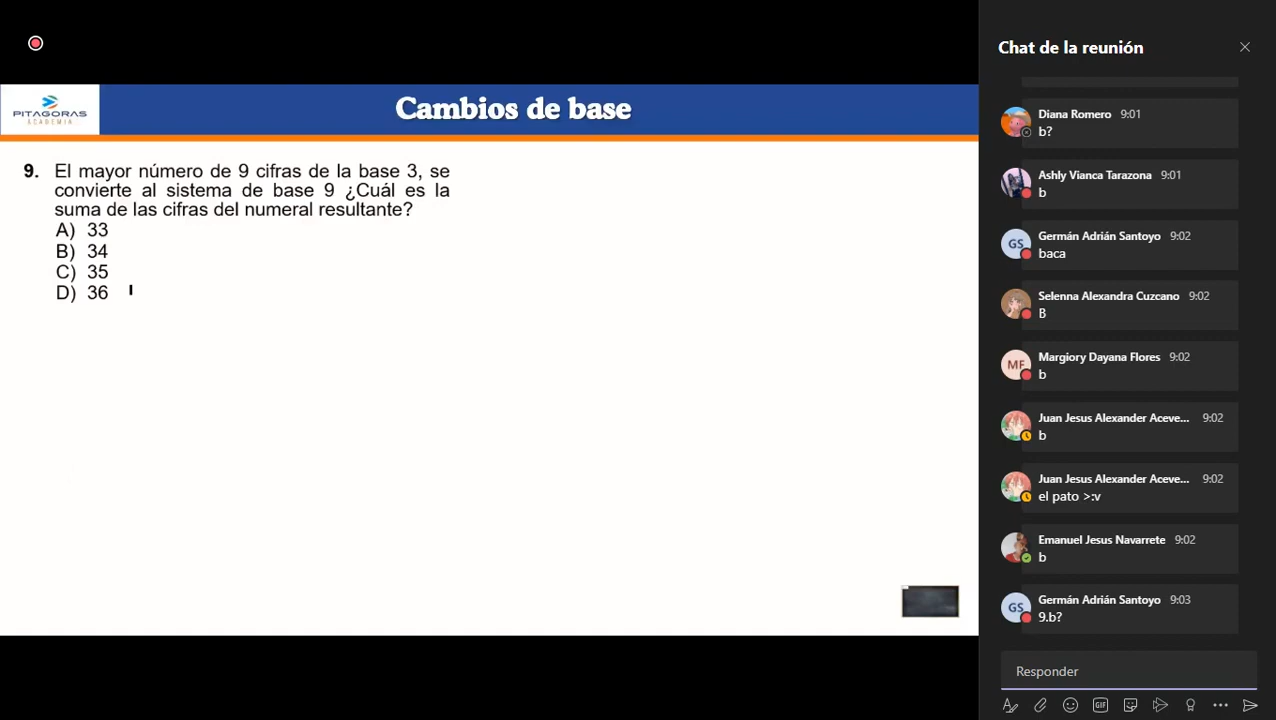 PITAGORAS
ACADEMIA
Cambios de base
9. El mayor número de 9 cifras de la base 3, se
convierte al sistema de base 9 ¿Cuál es la
suma de las cifras del numeral resultante?
A) 33
B) 34
C) 35
D) 36
Chat de la reunión
Diana Romero 9:01
b?
Ashly Vianca Tarazona 9:01
b
GS
Germán Adrián Santoyo 9:02
baca
Selenna Alexandra Cuzcano 9:02
B
MF
Margiory Dayana Flores 9:02
b
Juan Jesus Alexander Aceve... 9:02
b
Juan Jesus Alexander Aceve... 9:02
el pato >:v
Emanuel Jesus Navarrete 9:02
b
GS
Germán Adrián Santoyo 9:03
9.b?
Responder
GIF